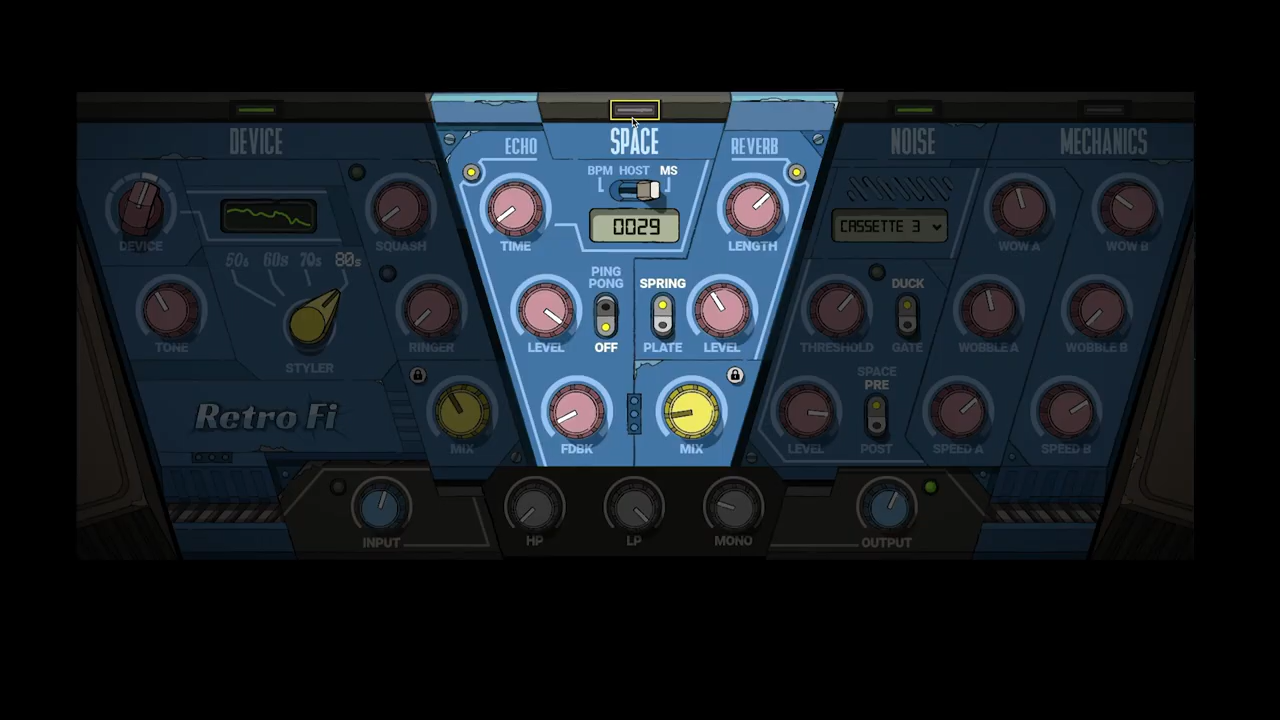 DEVICE
SPACE
NOISE
MECHANICS
ECHO
REVERB
BPM HOST MS
0029
CASSETTE 3
DEVICE
SQUASH
TIME
LENGTH
WOW A
WOW B
50s 60s 70s 80s
PING
PONG
SPRING
DUCK
TONE
RINGER
LEVEL
OFF
PLATE
LEVEL
THRESHOLD
GATE
WOBBLE A
WOBBLE B
STYLER
SPACE
PRE
Retro Fi
MIX
FDBK
MIX
LEVEL
POST
SPEED A
SPEED B
INPUT
HP
LP
MONO
OUTPUT